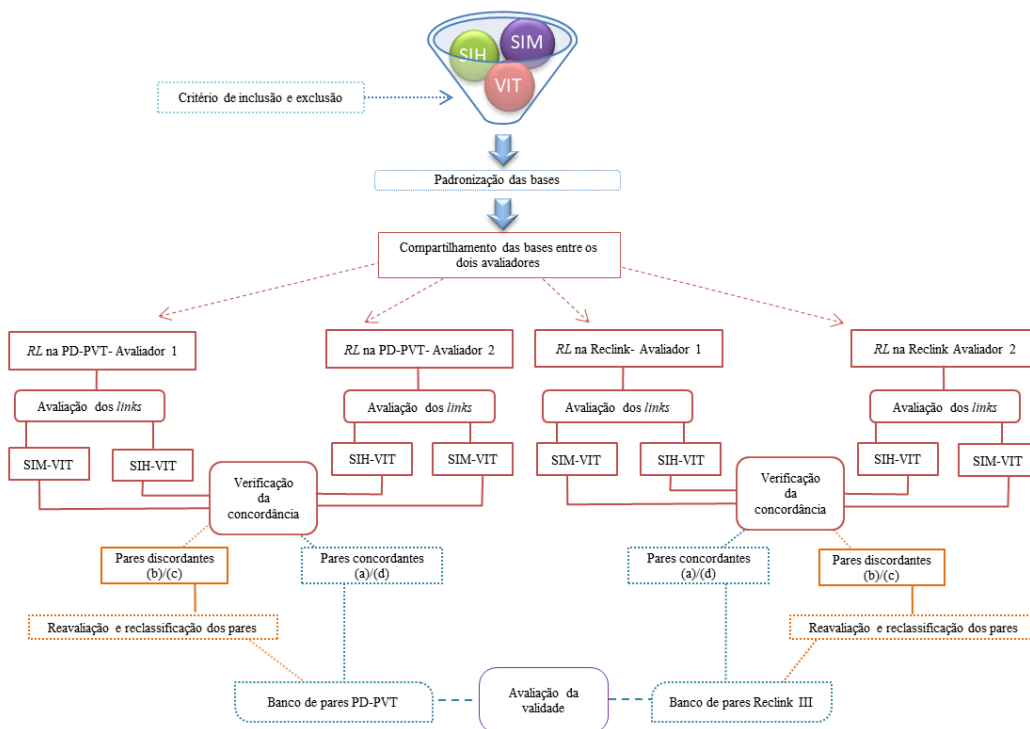 SIH
SIM
VIT
Critério de inclusão e exclusão
Padronização das bases
Compartilhamento das bases entre os
dois avaliadores
RL na PD-PVT- Avaliador 1
RL na PD-PVT- Avaliador 2
RL na Reclink- Avaliador 1
RL na Reclink Avaliador 2
Avaliação dos links
Avaliação dos links
Avaliação dos links
Avaliação dos links
SIM-VIT
SIH-VIT
SIH-VIT
SIM-VIT
SIM-VIT
SIH-VIT
SIH-VIT
SIM-VIT
Verificação
da
concordância
Verificação
da
concordância
Pares discordantes
(b)/(c)
Pares concordantes
(a)/(d)
Pares concordantes
(a)/(d)
Pares discordantes
(b)/(c)
Reavaliação e reclassificação dos pares
Reavaliação e reclassificação dos pares
Banco de pares PD-PVT
Avaliação da
validade
Banco de pares Reclink III